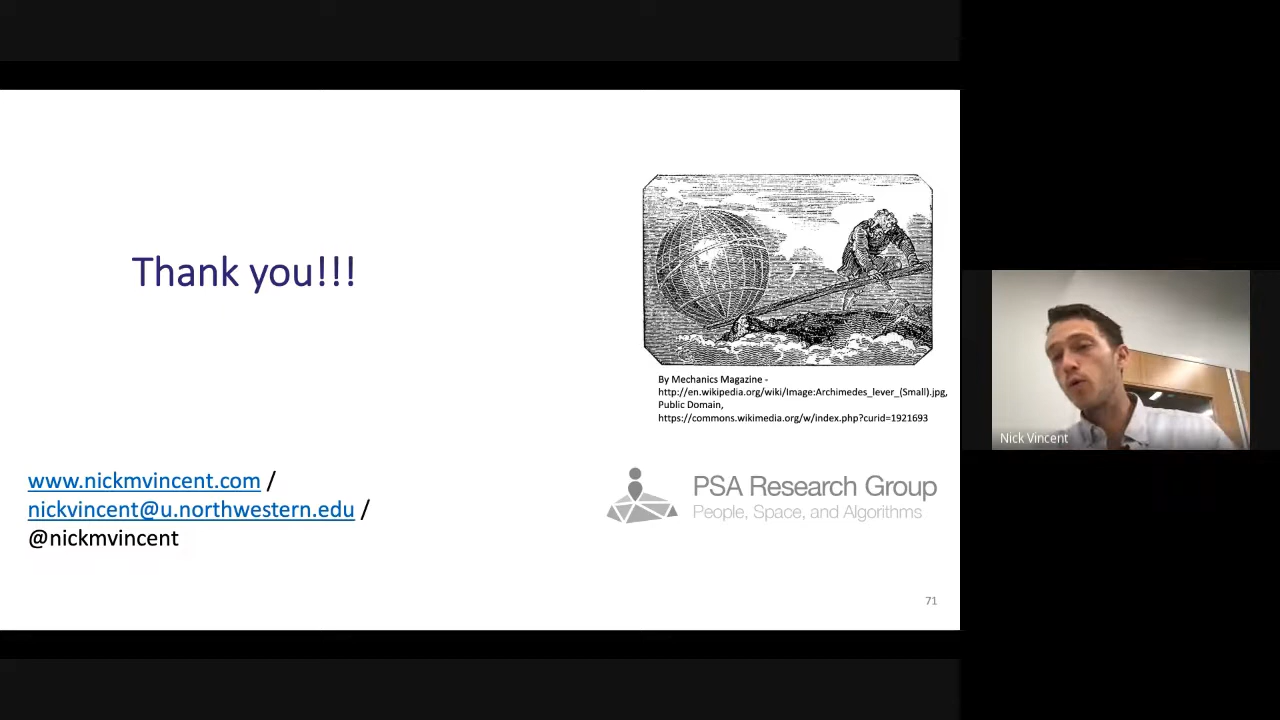 Thank you!!!
By Mechanics Magazine -
http://en.wikipedia.org/wiki/Image:Archimedes_lever_(Small).jpg,
Public Domain,
https://commons.wikimedia.org/w/index.php?curid=1921693
www.nickmvincent.com /
nickvincent@u.northwestern.edu /
@nickmvincent
PSA Research Group
People, Space, and Algorithms
71
Nick Vincent